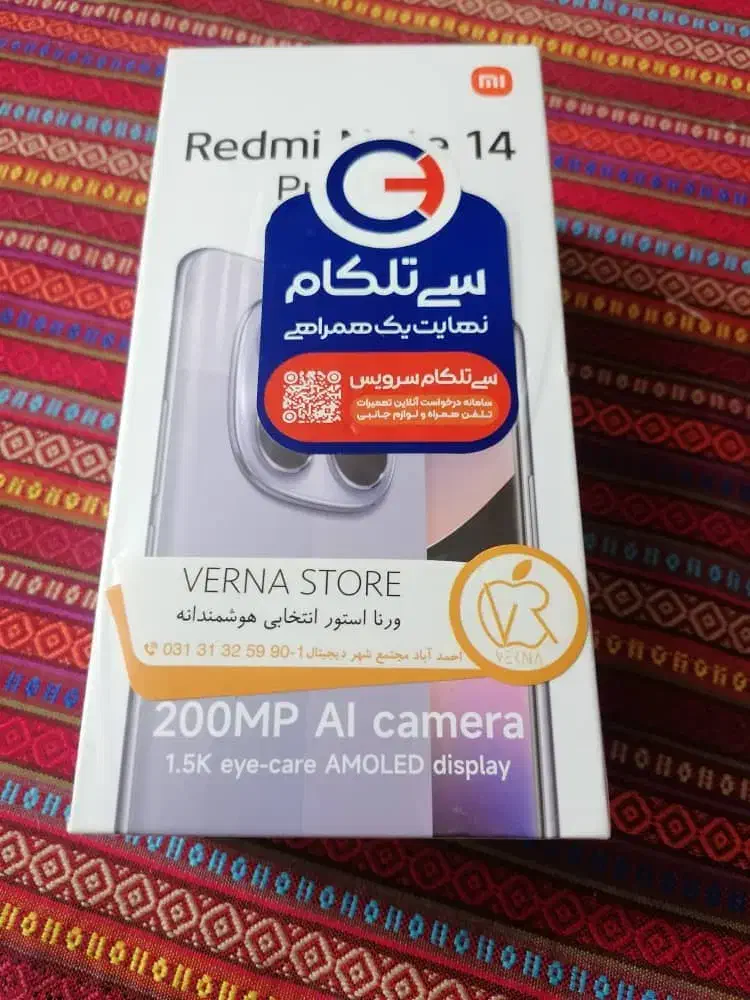 mi
Redmi Note 14
سی تلکام
نهایت یک همراهی
سی تلکام سرویس
سامانه درخواست آنلاین تعمیرات
تلفن همراه و لوازم جانبی
VERNA STORE
ورنا استور انتخابی هوشمندانه
احمد آباد مجتمع شهر دیجیتال 031 31 32 59 90-1
VR
VERNA
200MP AI camera
1.5K eye-care AMOLED display